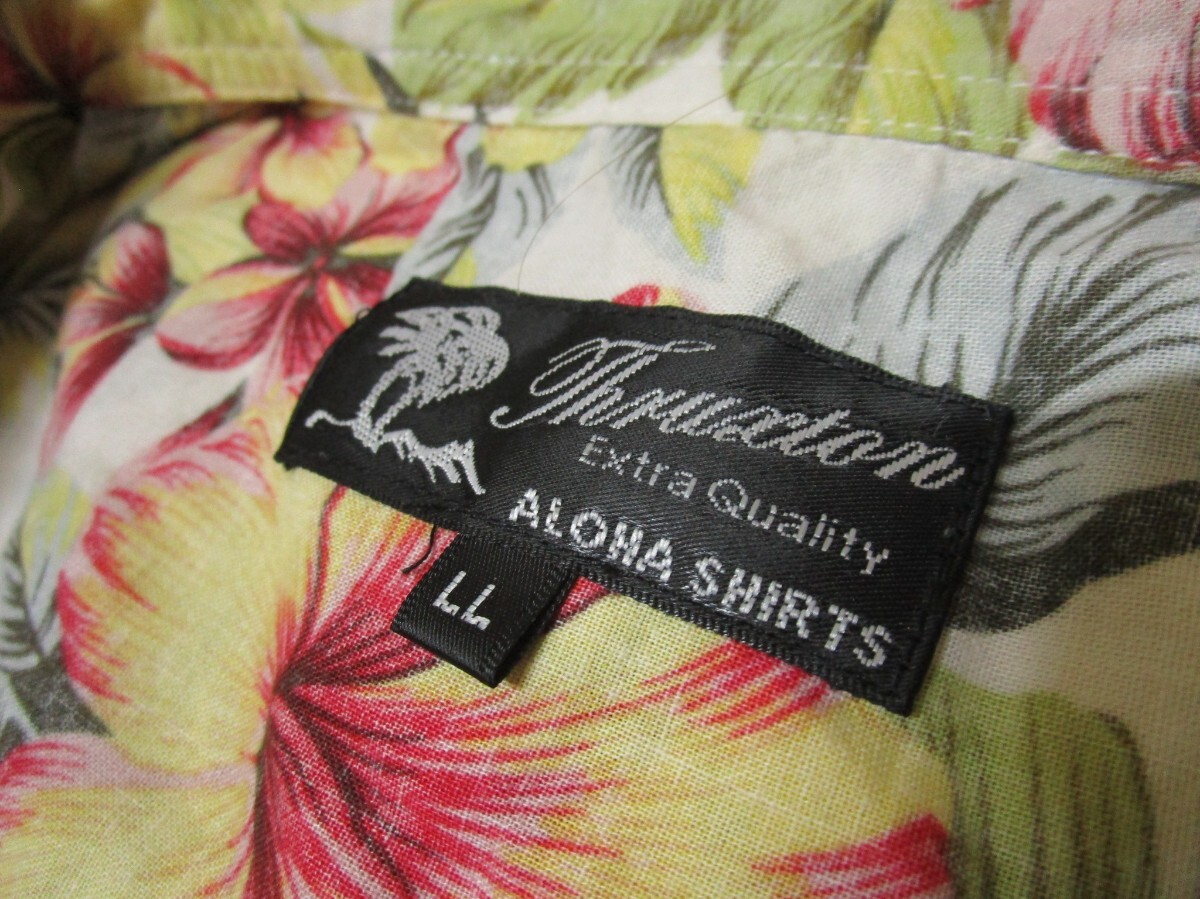 Thruxton
Extra Quality
ALOHA SHIRTS
LL